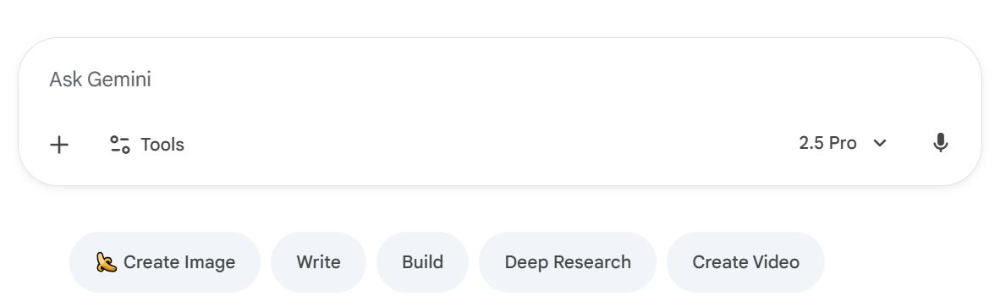 Ask Gemini
Tools
2.5 Pro
Create Image
Write
Build
Deep Research
Create Video